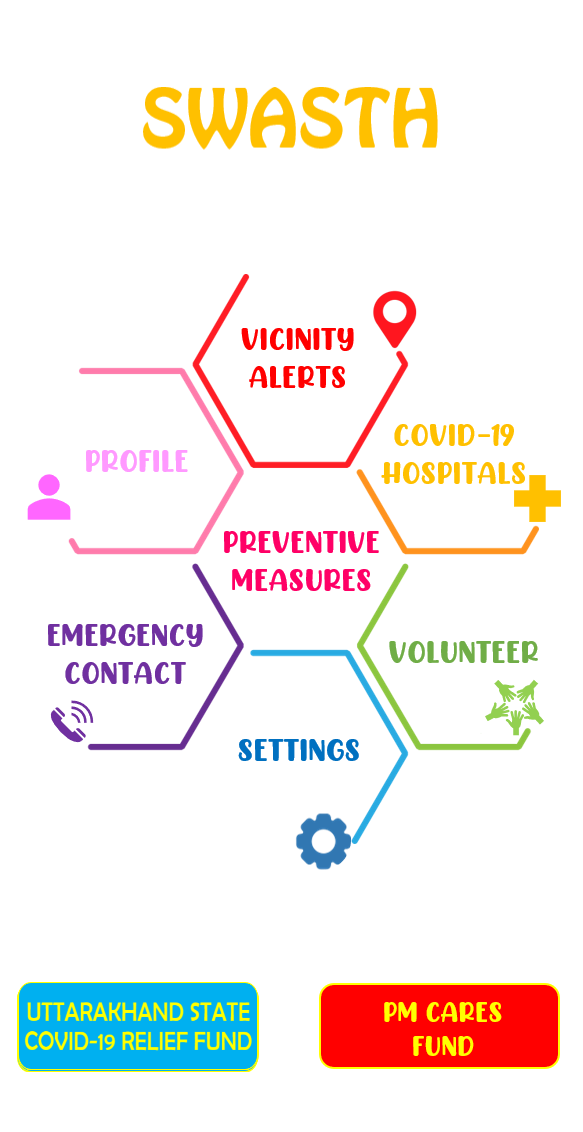 SWASTH
VICINITY
ALERTS
COVID-19
HOSPITALS
PROFILE
PREVENTIVE
MEASURES
EMERGENCY
CONTACT
VOLUNTEER
SETTINGS
UTTARAKHAND STATE
COVID-19 RELIEF FUND
PM CARES
FUND